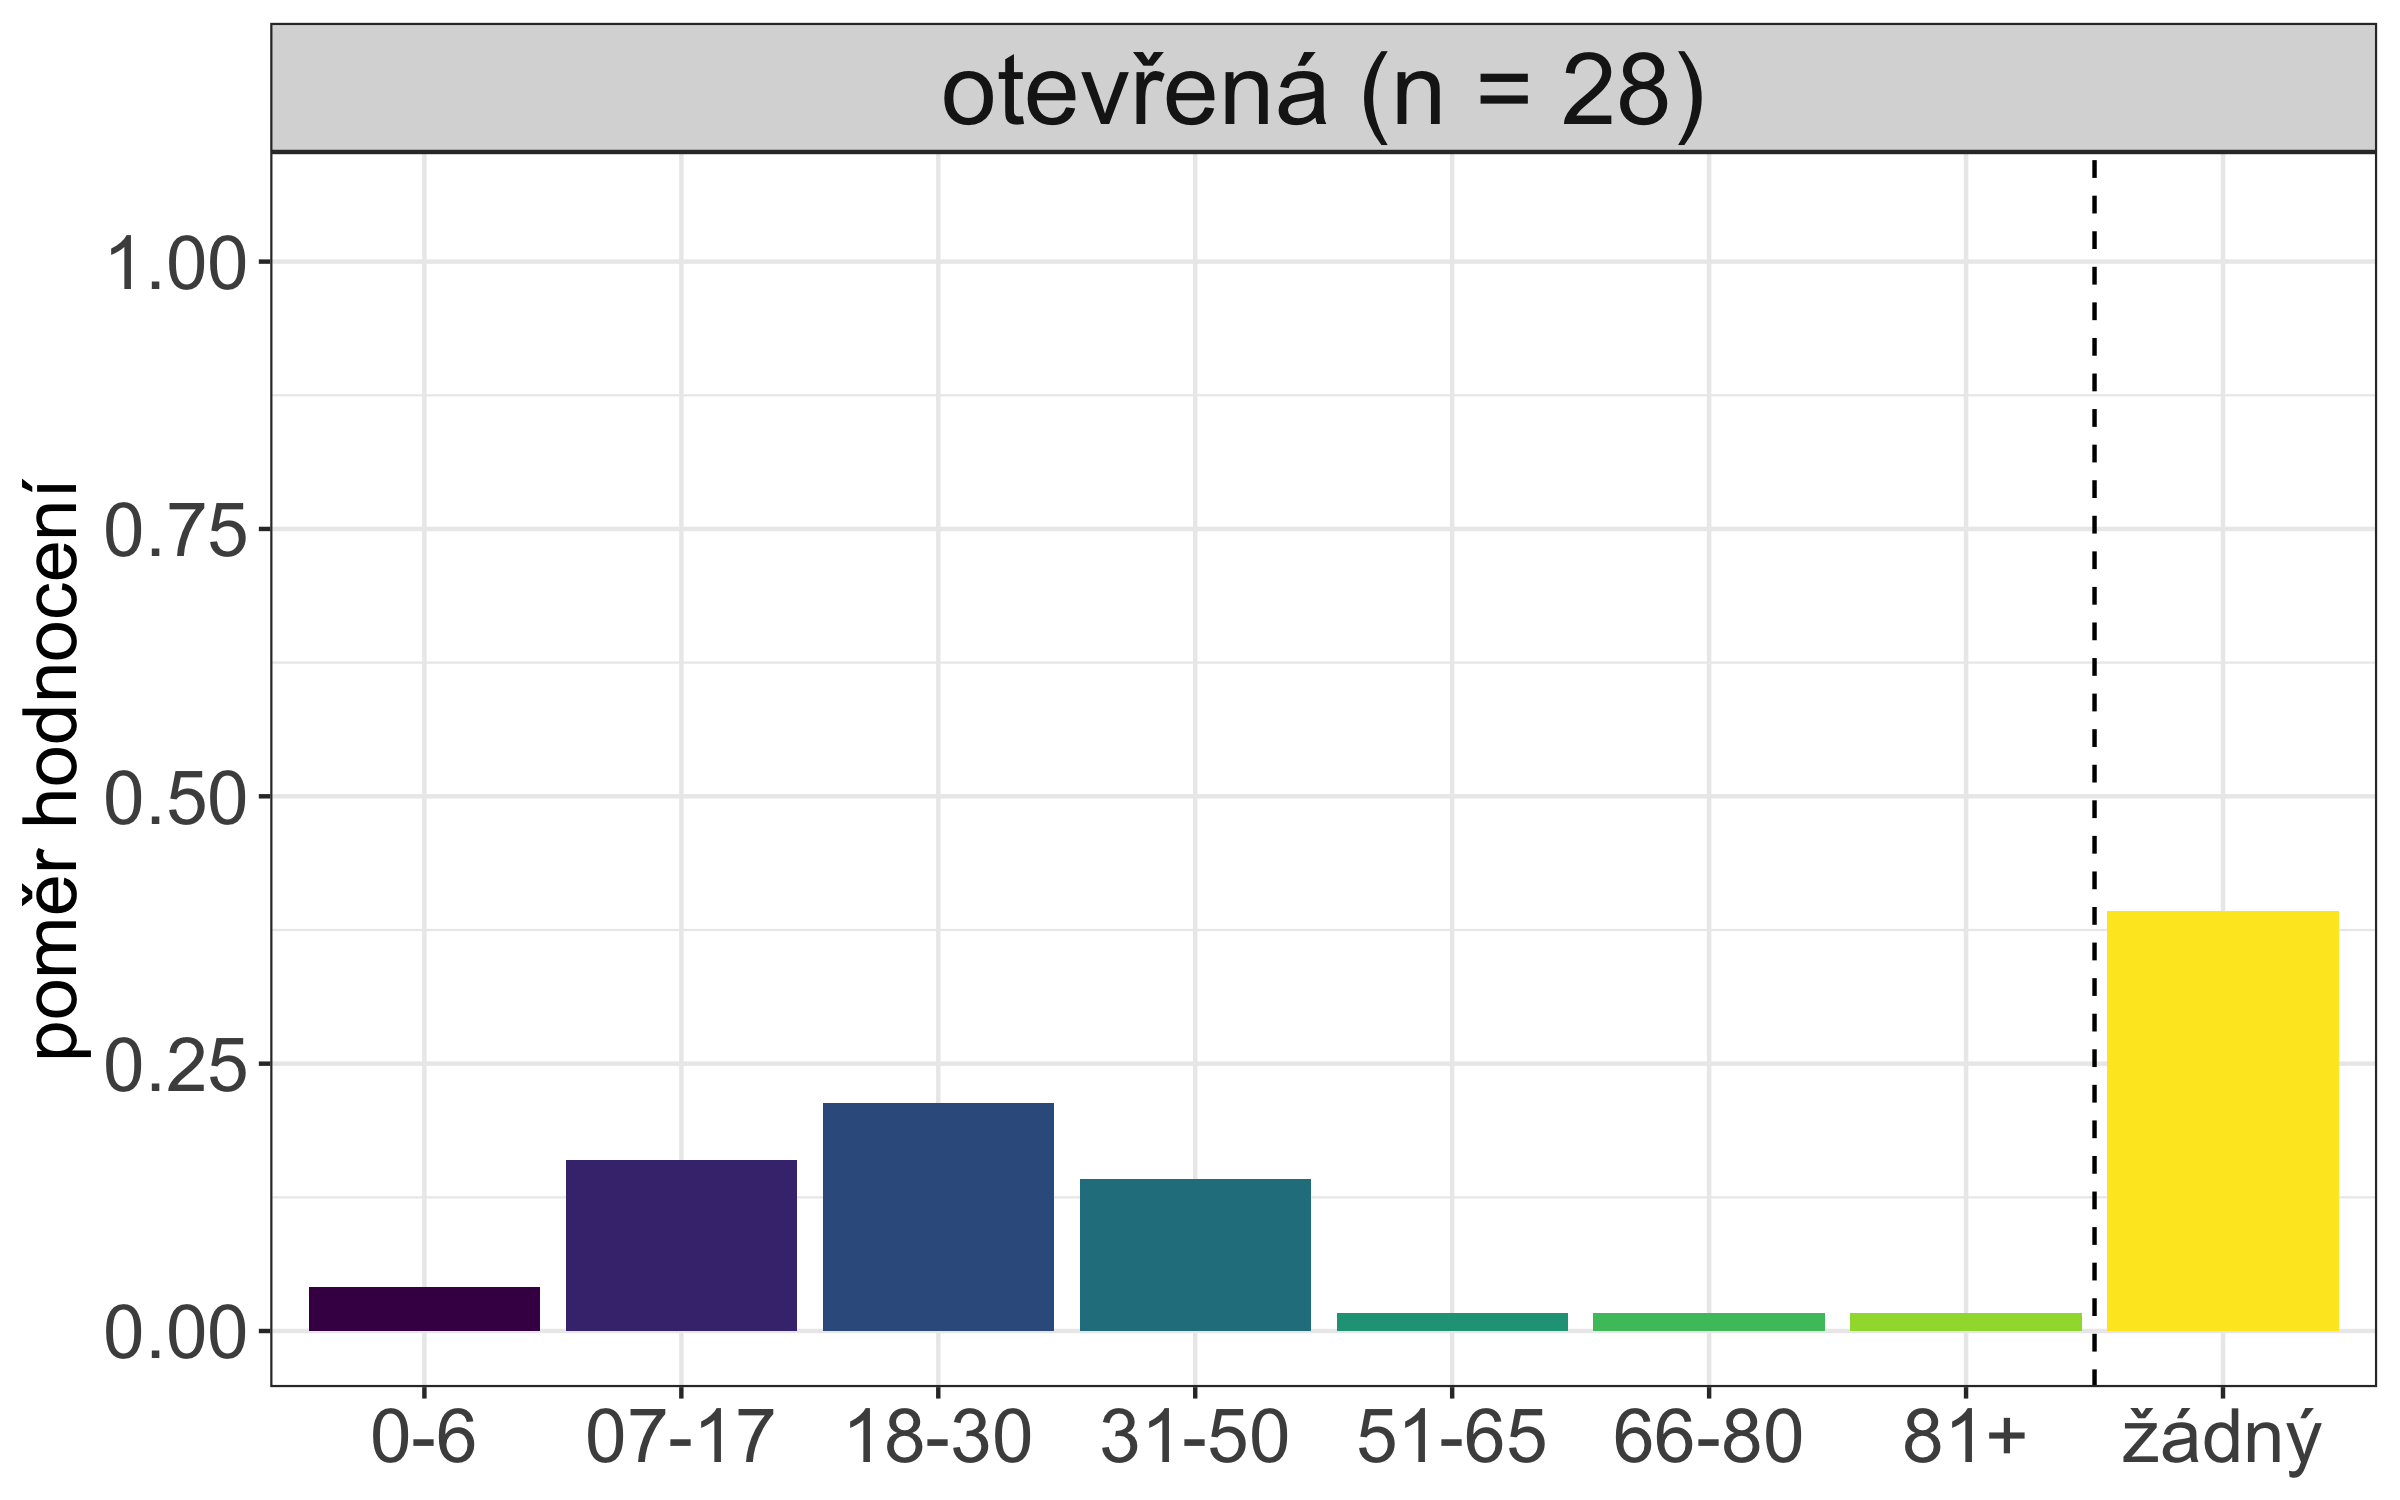 otevřená (n = 28)
poměr hodnocení
1.00
0.75
0.50
0.25
0.00
0-6 07-17 18-30 31-50 51-65 66-80 81+ žádný